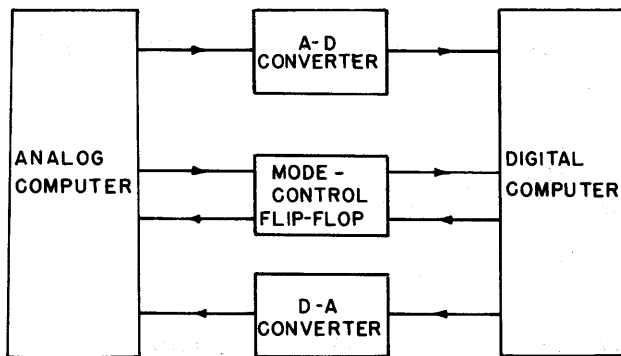 A-D
CONVERTER
ANALOG
COMPUTER
MODE-
CONTROL
FLIP-FLOP
DIGITAL
COMPUTER
D-A
CONVERTER